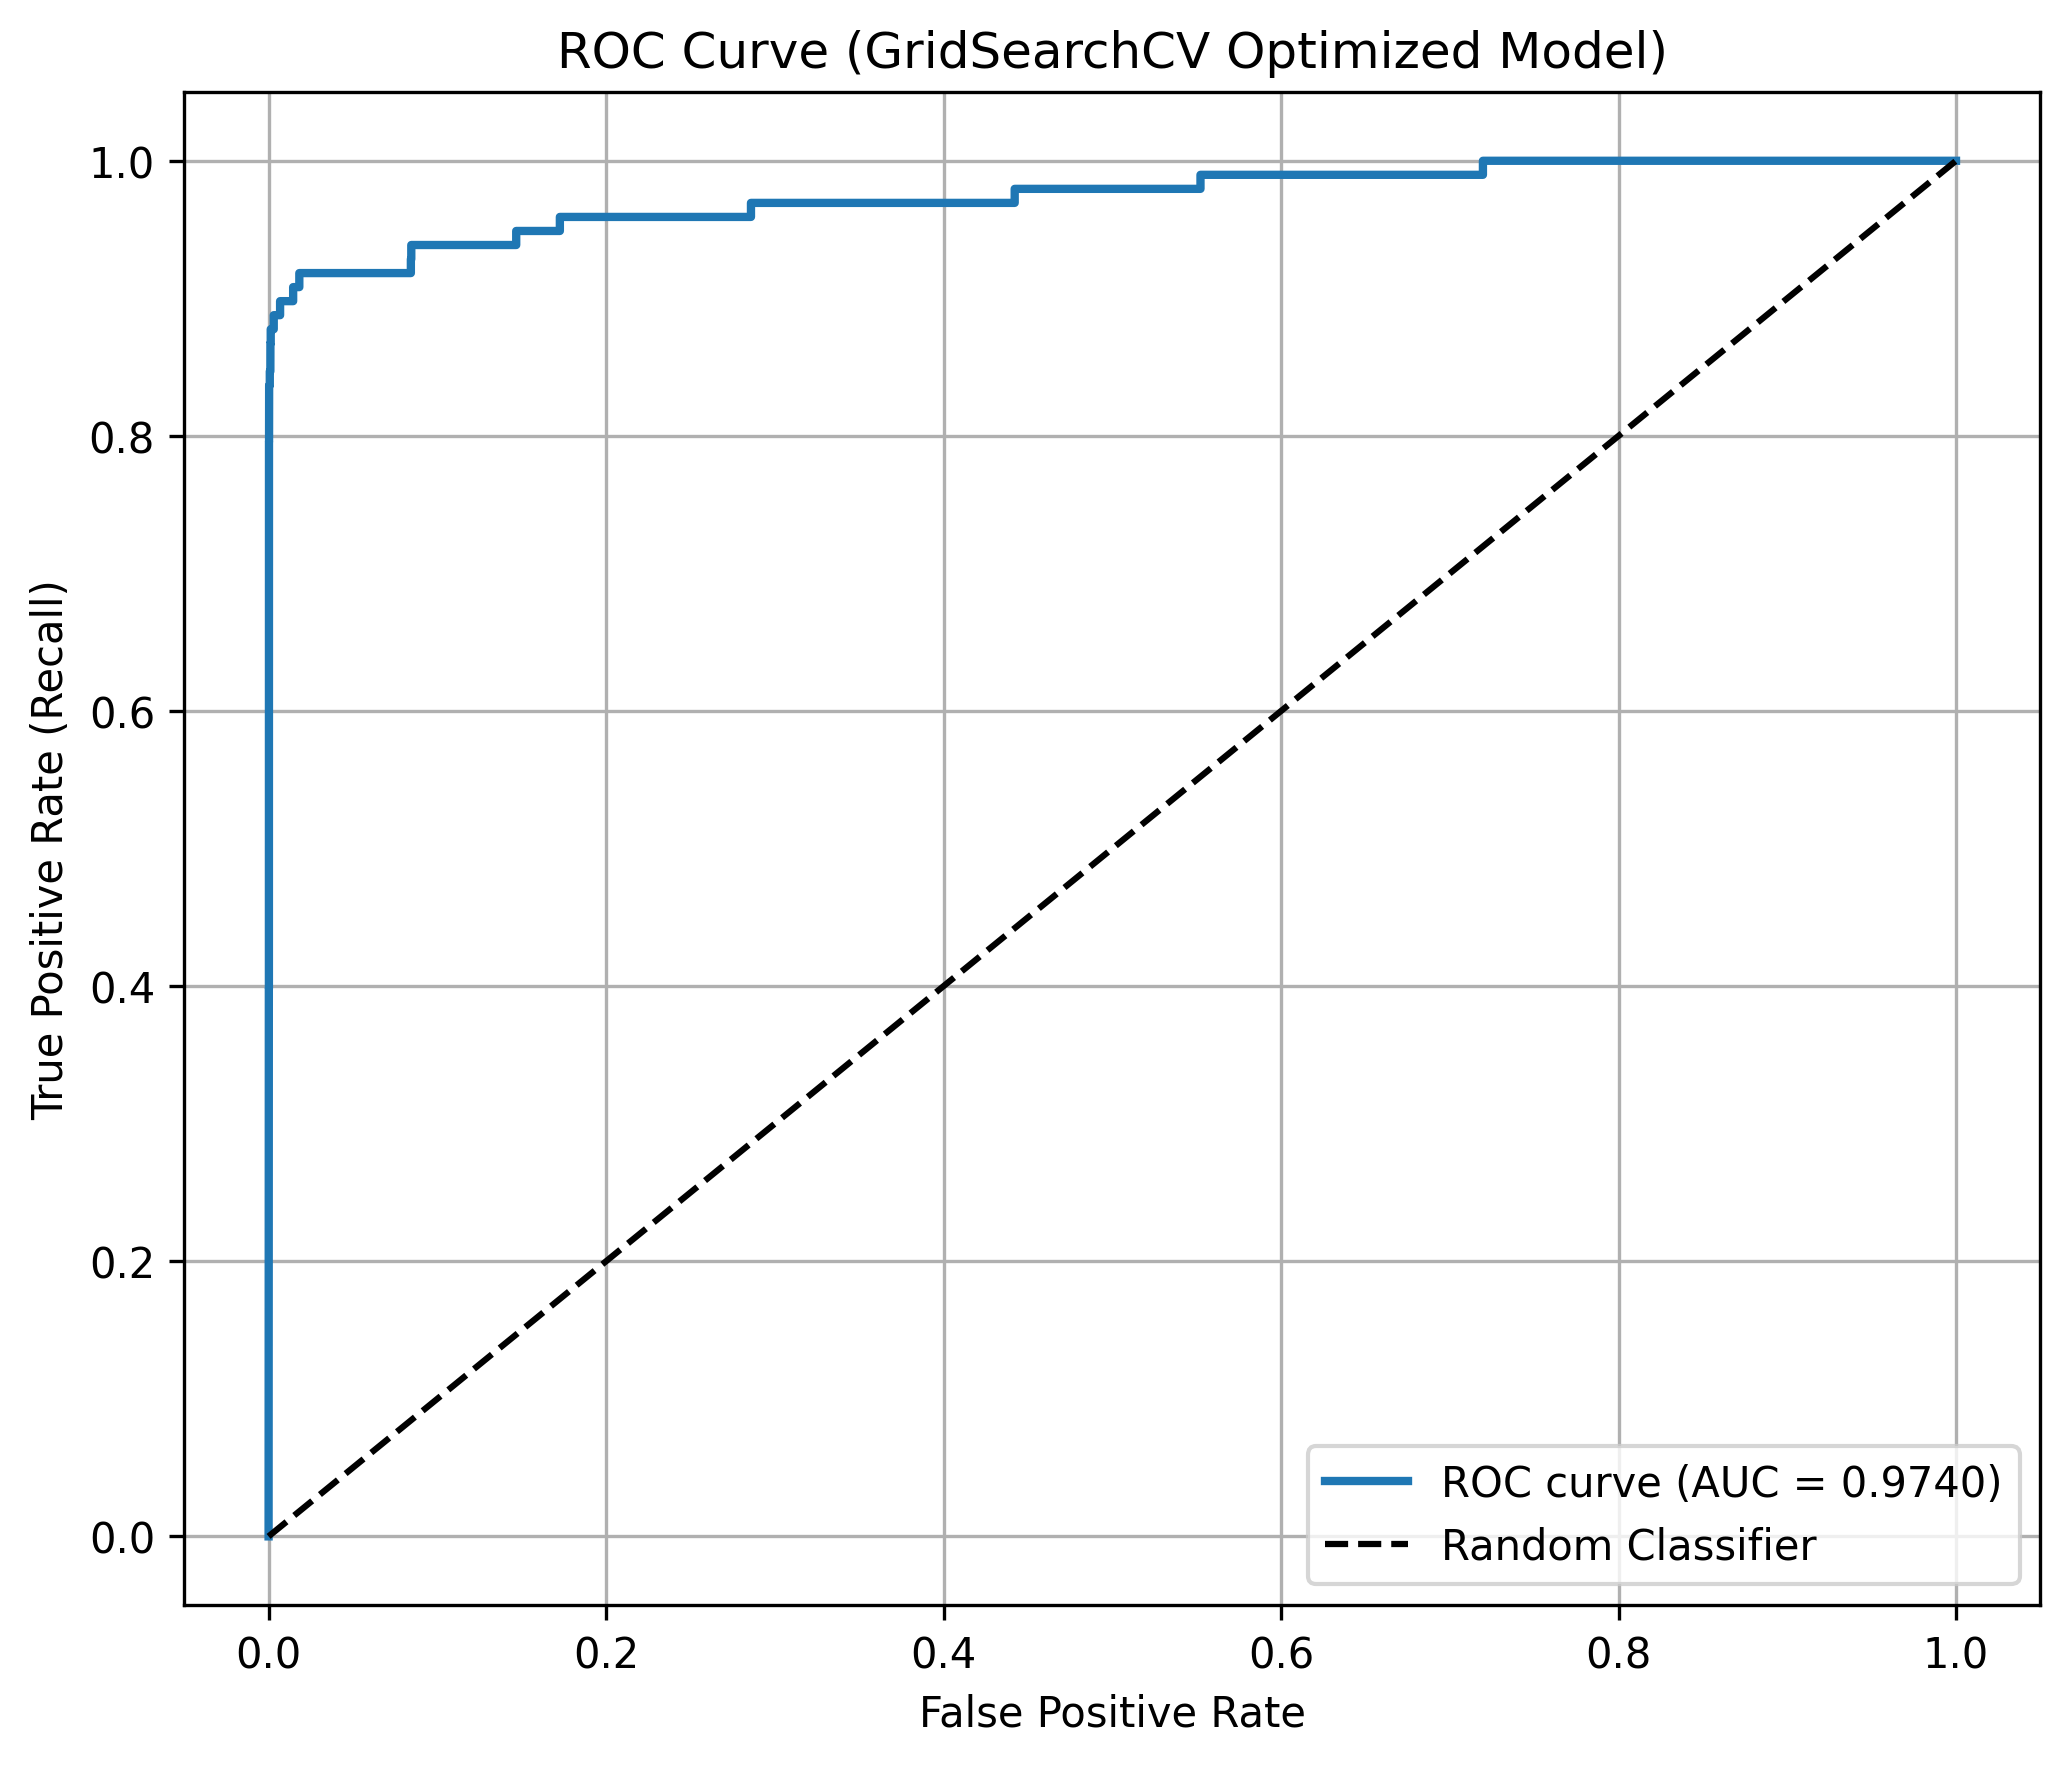 ROC Curve (GridSearchCV Optimized Model)
True Positive Rate (Recall)
1.0
0.8
0.6
0.4
0.2
0.0
0.0 0.2 0.4 0.6 0.8 1.0
False Positive Rate
ROC curve (AUC = 0.9740)
Random Classifier